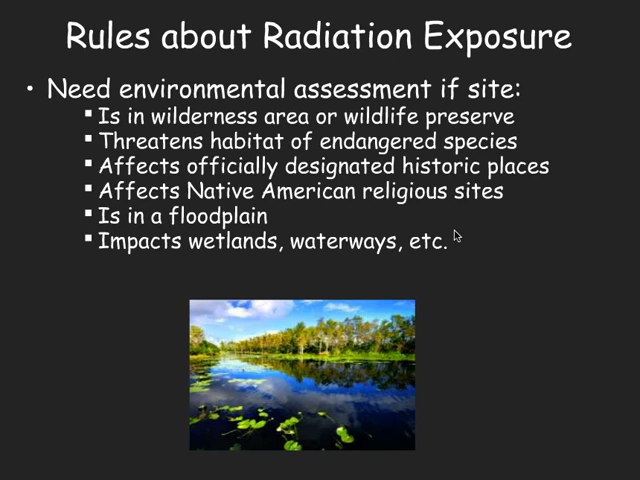 Rules about Radiation Exposure
• Need environmental assessment if site:
▪ Is in wilderness area or wildlife preserve
▪ Threatens habitat of endangered species
▪ Affects officially designated historic places
▪ Affects Native American religious sites
▪ Is in a floodplain
▪ Impacts wetlands, waterways, etc.